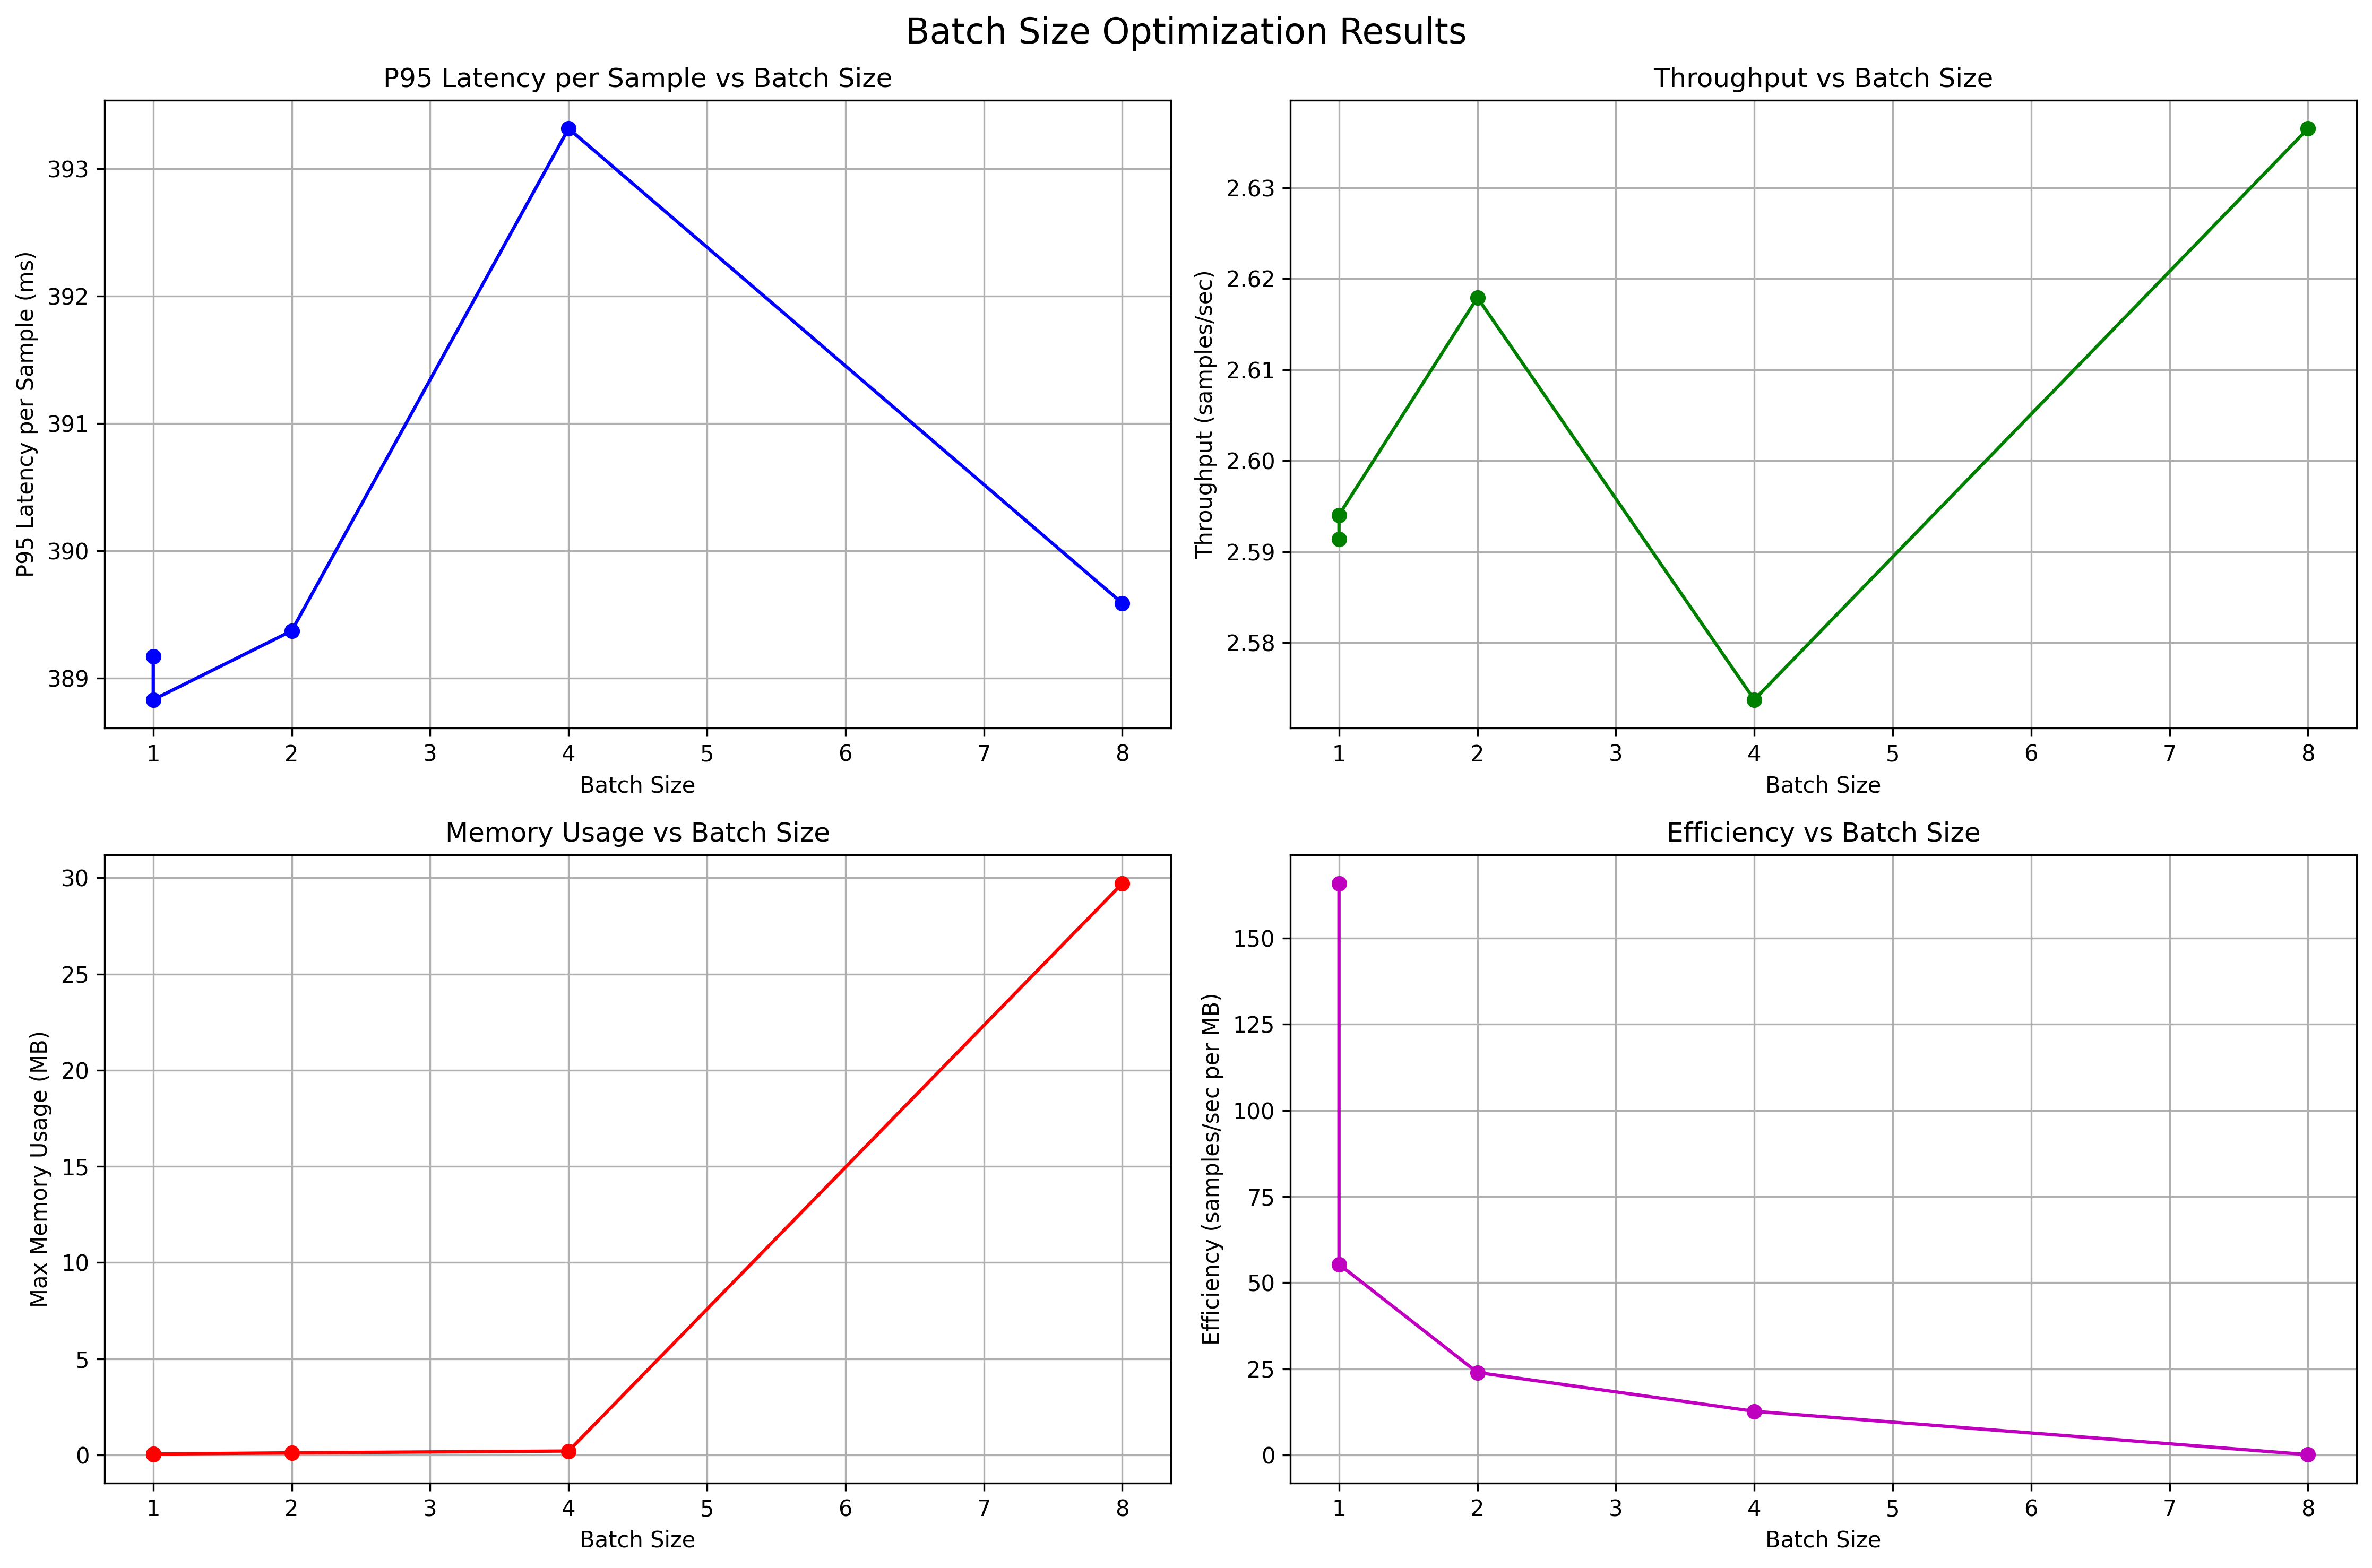 Batch Size Optimization Results
P95 Latency per Sample vs Batch Size
P95 Latency per Sample (ms)
393
392
391
390
389
1 2 3 4 5 6 7 8
Batch Size
Throughput vs Batch Size
Throughput (samples/sec)
2.63
2.62
2.61
2.60
2.59
2.58
1 2 3 4 5 6 7 8
Batch Size
Memory Usage vs Batch Size
Max Memory Usage (MB)
30
25
20
15
10
5
0
1 2 3 4 5 6 7 8
Batch Size
Efficiency vs Batch Size
Efficiency (samples/sec per MB)
150
125
100
75
50
25
0
1 2 3 4 5 6 7 8
Batch Size